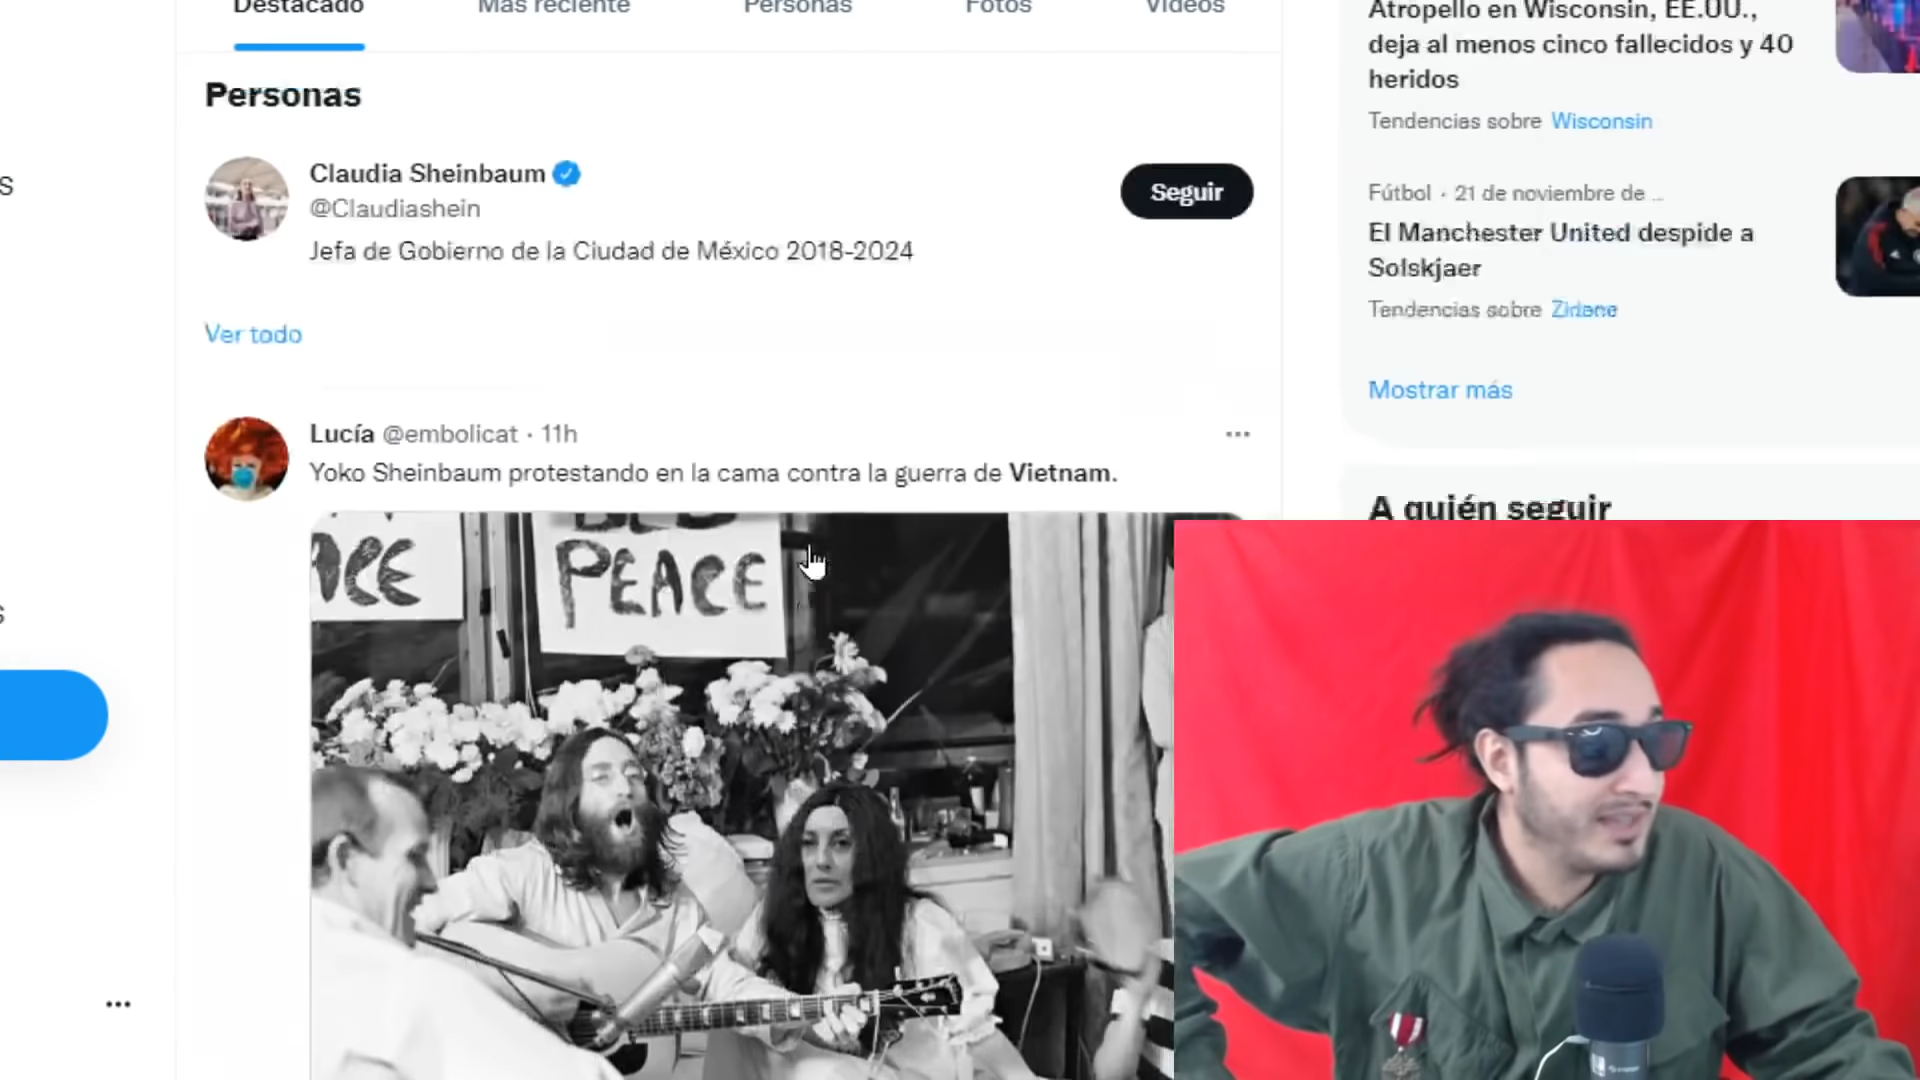 Destacado
Más reciente
Personas
Fotos
Videos
Personas
Claudia Sheinbaum
@Claudiashein
Seguir
Jefa de Gobierno de la Ciudad de México 2018-2024
Ver todo
Lucía @embolicat · 11h
Yoko Sheinbaum protestando en la cama contra la guerra de Vietnam.
PEACE
Atropello en Wisconsin, EE.UU.,
deja al menos cinco fallecidos y 40
heridos
Tendencias sobre Wisconsin
Fútbol · 21 de noviembre de ...
El Manchester United despide a
Solskjaer
Tendencias sobre Zidane
Mostrar más
A quién seguir